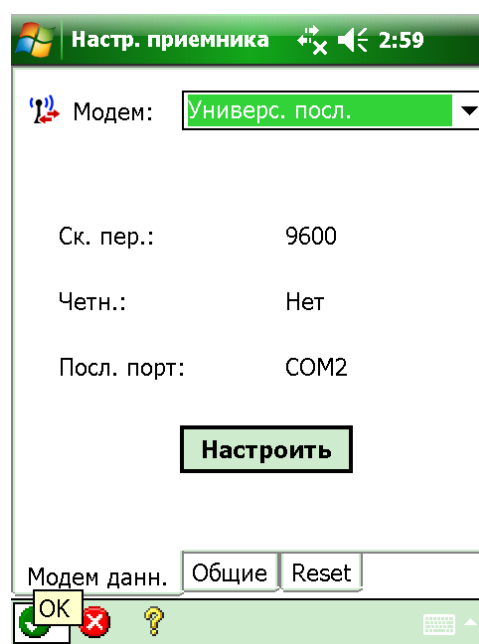 Настр. приемника 2:59
Модем: Универс. посл.
Ск. пер.: 9600
Четн.: Нет
Посл. порт: COM2
Настроить
Модем данн. Общие Reset
OK